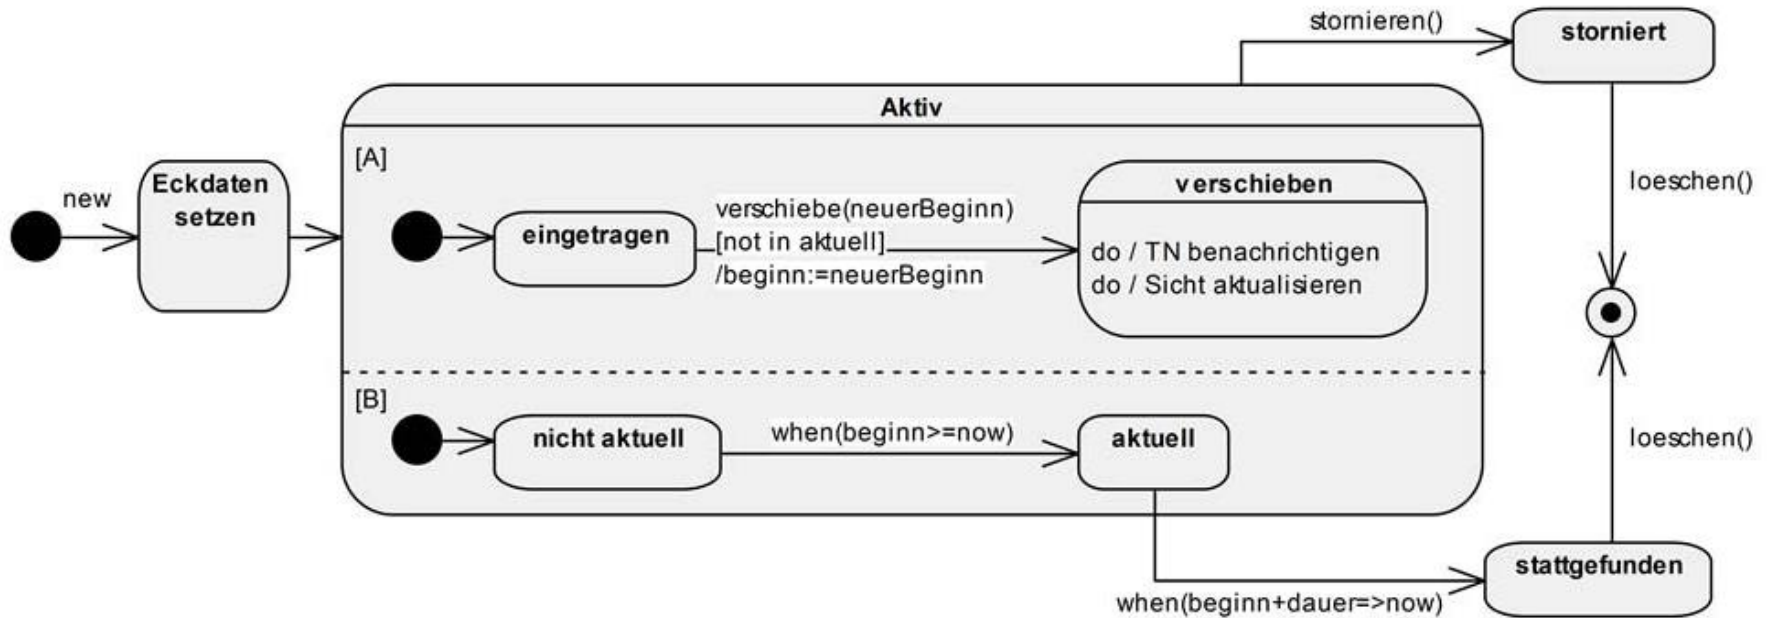 stornieren()
storniert
Aktiv
[A]
new
Eckdaten
setzen
eingetragen
verschiebe(neuerBeginn)
[not in aktuell]
/beginn:=neuerBeginn
verschieben
do / TN benachrichtigen
do / Sicht aktualisieren
loeschen()
[B]
nicht aktuell
when(beginn>=now)
aktuell
loeschen()
stattgefunden
when(beginn+dauer=>now)